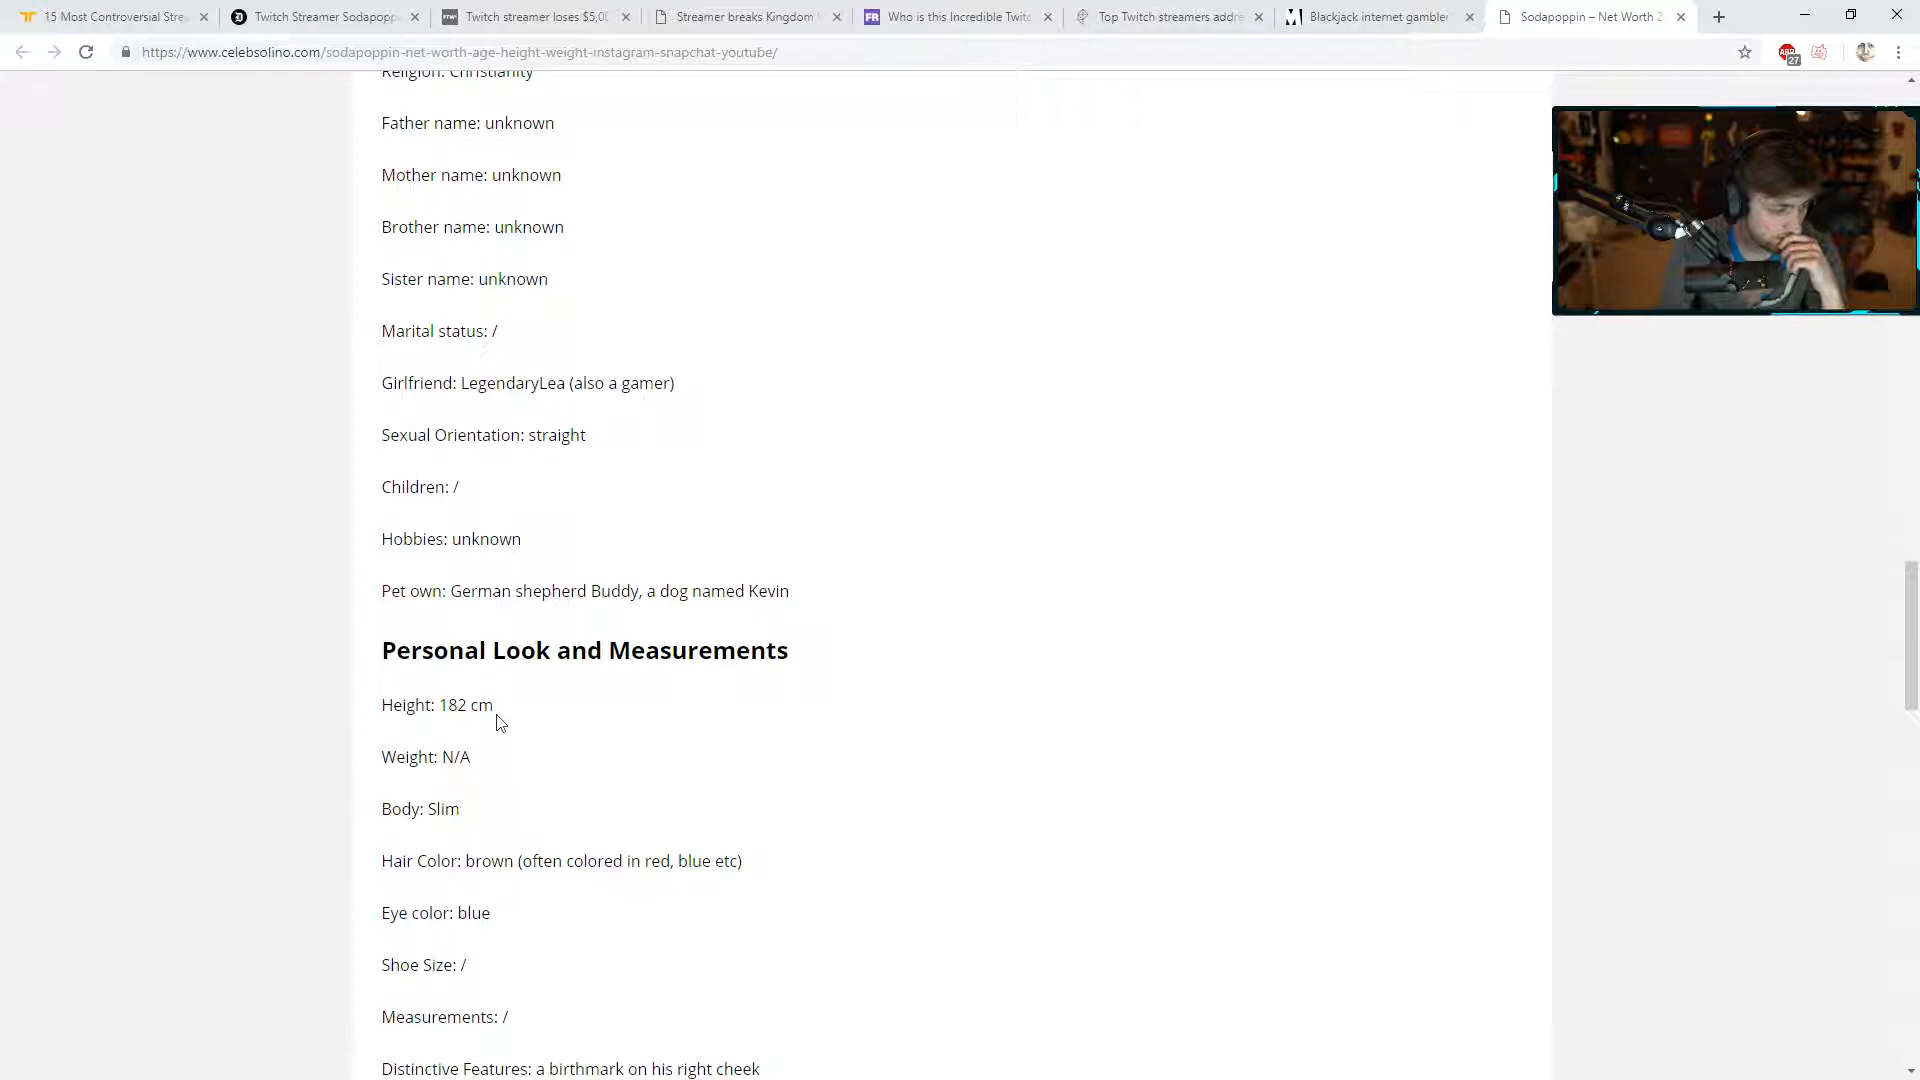 15 Most Controversial Stre
Twitch Streamer Sodapopp
Twitch streamer loses $5,0
Streamer breaks Kingdom
Who is this Incredible Twitc
Top Twitch streamers addre
Blackjack internet gambler
Sodapoppin – Net Worth 2
https://www.celebsolino.com/sodapoppin-net-worth-age-height-weight-instagram-snapchat-youtube/
ABP
27
Religion: Christianity
Father name: unknown
Mother name: unknown
Brother name: unknown
Sister name: unknown
Marital status: /
Girlfriend: LegendaryLea (also a gamer)
Sexual Orientation: straight
Children: /
Hobbies: unknown
Pet own: German shepherd Buddy, a dog named Kevin
Personal Look and Measurements
Height: 182 cm
Weight: N/A
Body: Slim
Hair Color: brown (often colored in red, blue etc)
Eye color: blue
Shoe Size: /
Measurements: /
Distinctive Features: a birthmark on his right cheek